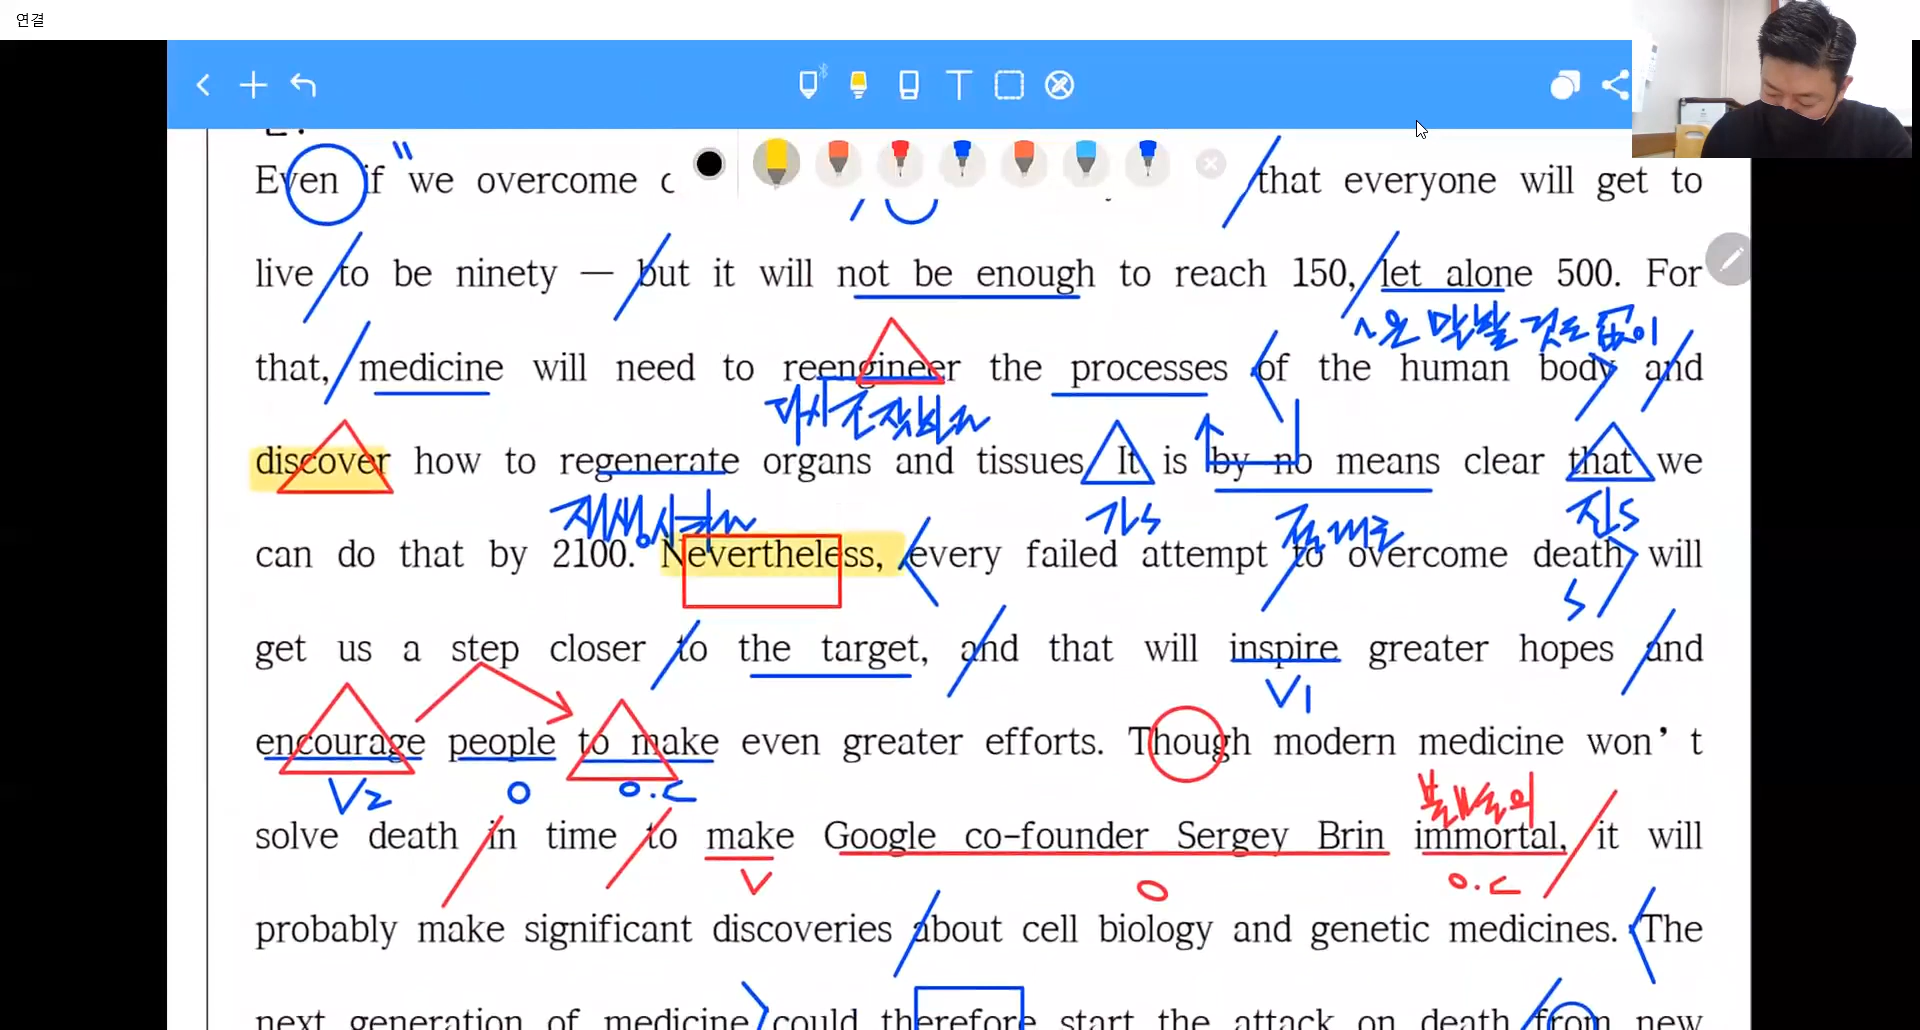 연결
Even if we overcome
that everyone will get to
live to be ninety — but it will not be enough to reach 150, let alone 500. For
~은 말할 것도 없이
that, medicine will need to reengineer the processes of the human body and
다시 조작하다
discover how to regenerate organs and tissues. It is by no means clear that we
재생시키다 가S 절대로 진S
can do that by 2100. Nevertheless, every failed attempt to overcome death will
S
get us a step closer to the target, and that will inspire greater hopes and
V1
encourage people to make even greater efforts. Though modern medicine won't
V2 O O.C
불사의
solve death in time to make Google co-founder Sergey Brin immortal, it will
V O O.C
probably make significant discoveries about cell biology and genetic medicines. The
next generation of medicine could therefore start the attack on death from new